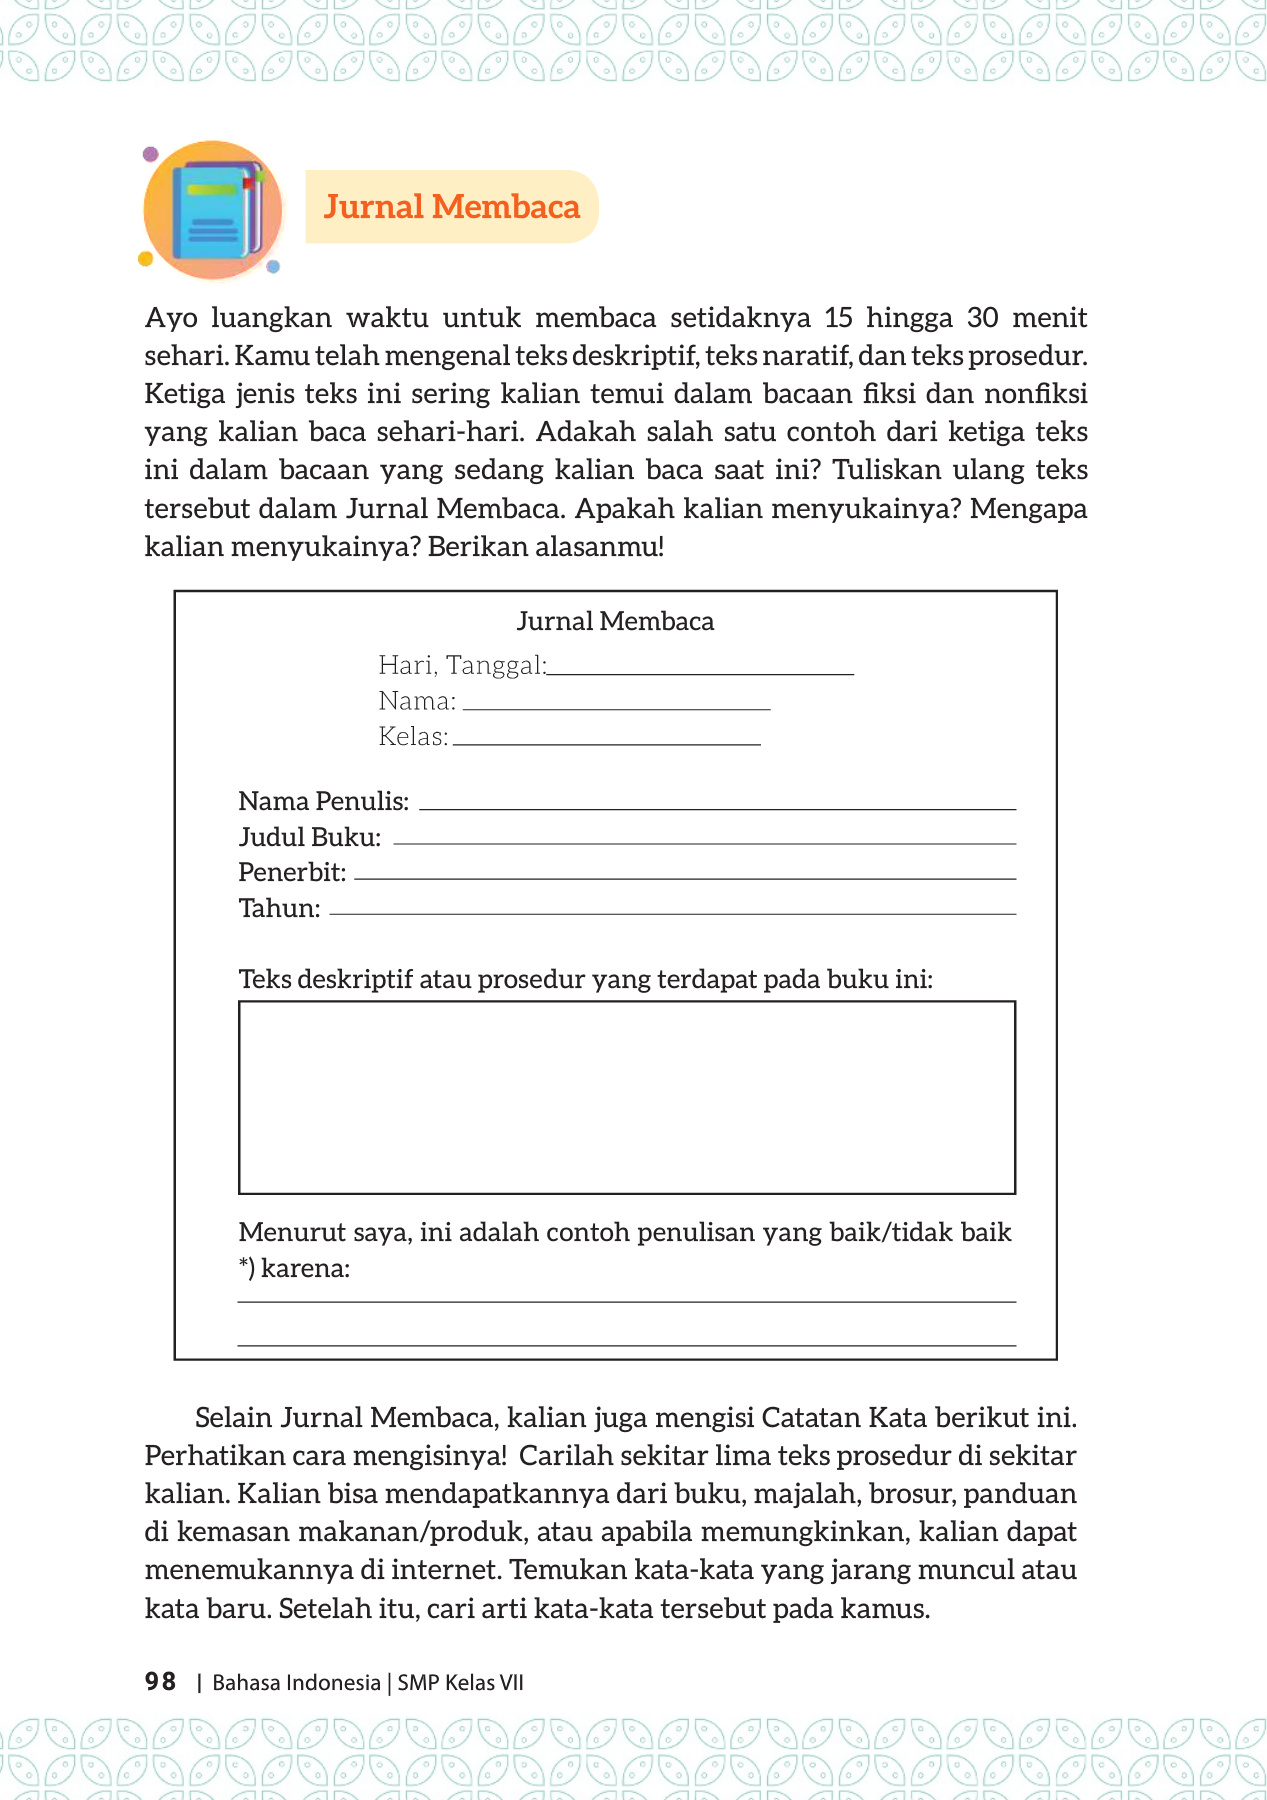 Jurnal Membaca
Ayo luangkan waktu untuk membaca setidaknya 15 hingga 30 menit
sehari. Kamu telah mengenal teks deskriptif, teks naratif, dan teks prosedur.
Ketiga jenis teks ini sering kalian temui dalam bacaan fiksi dan nonfiksi
yang kalian baca sehari-hari. Adakah salah satu contoh dari ketiga teks
ini dalam bacaan yang sedang kalian baca saat ini? Tuliskan ulang teks
tersebut dalam Jurnal Membaca. Apakah kalian menyukainya? Mengapa
kalian menyukainya? Berikan alasanmu!
Jurnal Membaca
Hari, Tanggal:
Nama:
Kelas:
Nama Penulis:
Judul Buku:
Penerbit:
Tahun:
Teks deskriptif atau prosedur yang terdapat pada buku ini:
Menurut saya, ini adalah contoh penulisan yang baik/tidak baik
*) karena:
Selain Jurnal Membaca, kalian juga mengisi Catatan Kata berikut ini.
Perhatikan cara mengisinya! Carilah sekitar lima teks prosedur di sekitar
kalian. Kalian bisa mendapatkannya dari buku, majalah, brosur, panduan
di kemasan makanan/produk, atau apabila memungkinkan, kalian dapat
menemukannya di internet. Temukan kata-kata yang jarang muncul atau
kata baru. Setelah itu, cari arti kata-kata tersebut pada kamus.
98 | Bahasa Indonesia | SMP Kelas VII